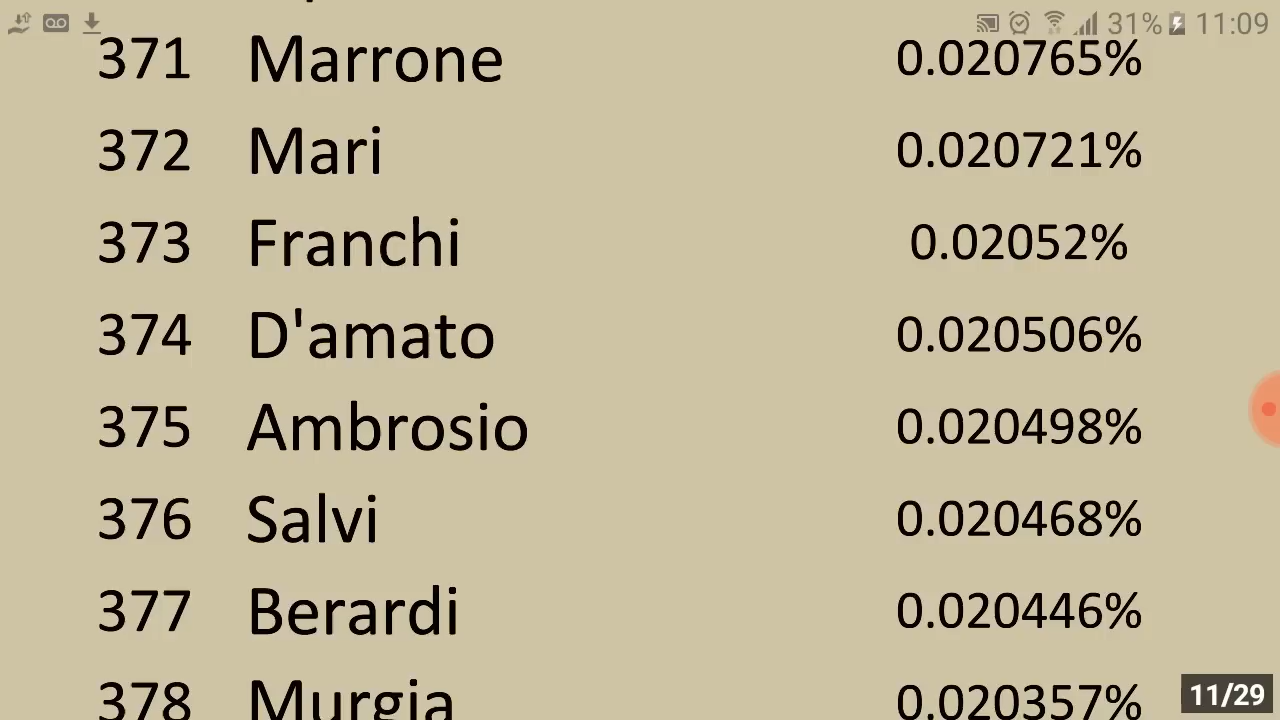 31% 11:09
371 Marrone 0.020765%
372 Mari 0.020721%
373 Franchi 0.02052%
374 D'amato 0.020506%
375 Ambrosio 0.020498%
376 Salvi 0.020468%
377 Berardi 0.020446%
378 Murgia 0.020357%
11/29